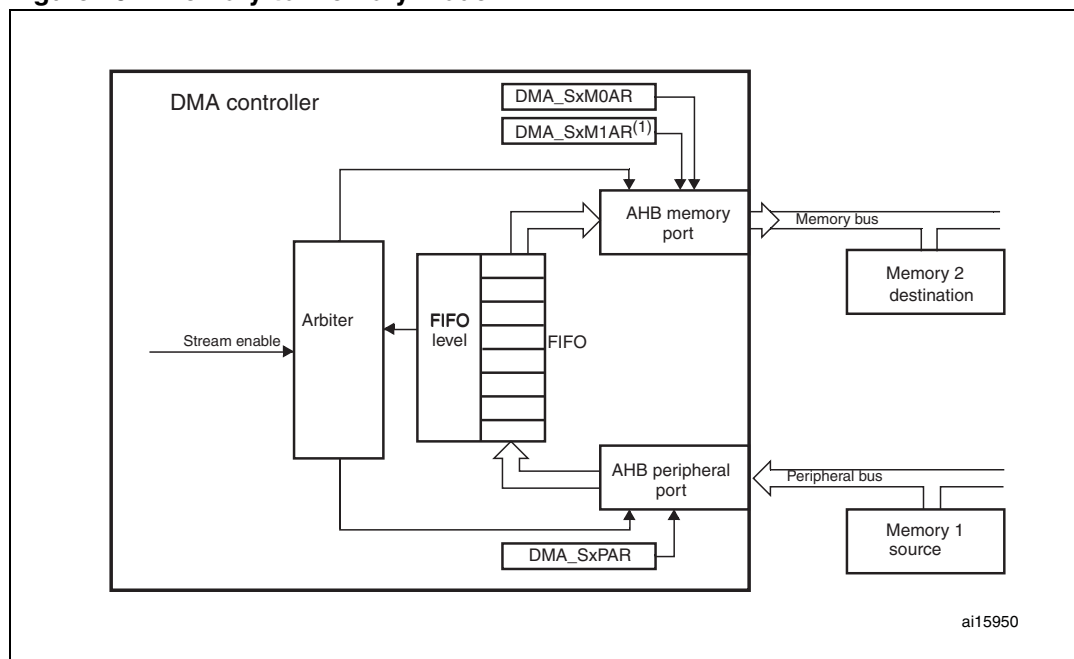 DMA controller
DMA_SxM0AR
DMA_SxM1AR(1)
AHB memory
port
Memory bus
Memory 2
destination
Arbiter
FIFO
level
FIFO
Stream enable
AHB peripheral
port
Peripheral bus
Memory 1
source
DMA_SxPAR
ai15950